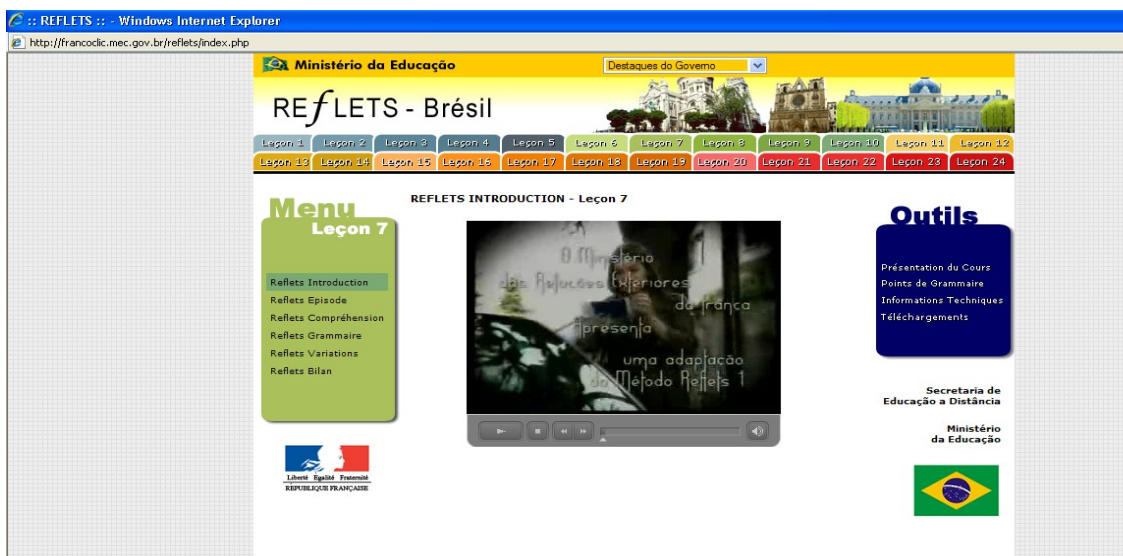 :: REFLETS :: - Windows Internet Explorer
http://francoclic.mec.gov.br/reflets/index.php
Ministério da Educação
Destaques do Governo
REfLETS - Brésil
Leçon 1 Leçon 2 Leçon 3 Leçon 4 Leçon 5 Leçon 6 Leçon 7 Leçon 8 Leçon 9 Leçon 10 Leçon 11 Leçon 12
Leçon 13 Leçon 14 Leçon 15 Leçon 16 Leçon 17 Leçon 18 Leçon 19 Leçon 20 Leçon 21 Leçon 22 Leçon 23 Leçon 24
REFLETS INTRODUCTION - Leçon 7
Menu
Leçon 7
Reflets Introduction
Reflets Episode
Reflets Compréhension
Reflets Grammaire
Reflets Variations
Reflets Bilan
O Ministério
das Relações Exteriores
da frança
Apresenta
uma adaptação
do Método Reflets 1
Outils
Présentation du Cours
Points de Grammaire
Informations Techniques
Téléchargements
Secretaria de
Educação a Distância
Ministério
da Educação
Liberté Égalité Fraternité
RÉPUBLIQUE FRANÇAISE